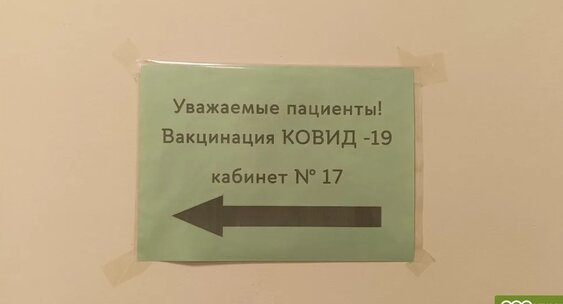 Уважаемые пациенты!
Вакцинация КОВИД -19
кабинет № 17